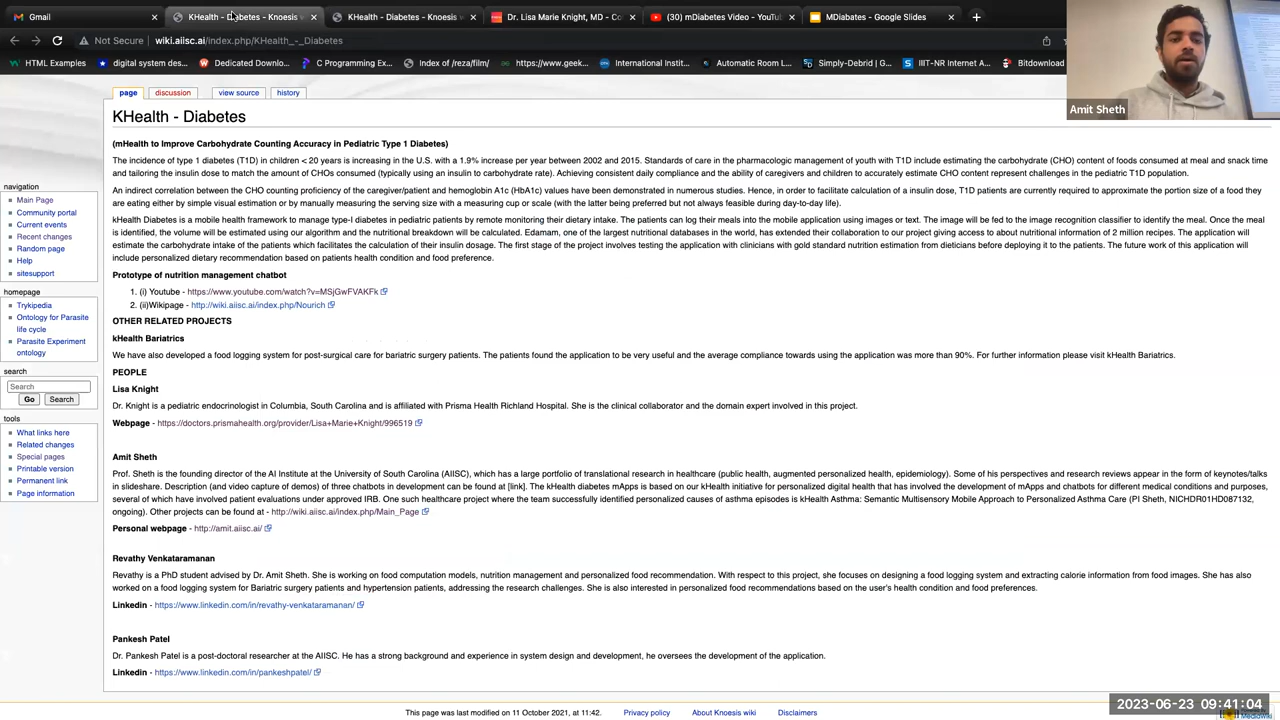 Gmail
KHealth - Diabetes - Knoesis
KHealth - Diabetes - Knoesis
Dr. Lisa Marie Knight, MD - Co
(30) mDiabetes Video - YouTu
MDiabetes - Google Slides
Not Secure
wiki.aiisc.ai/index.php/KHealth_-_Diabetes
HTML Examples
digital system des...
Dedicated Downlo...
C Programming Ex...
Index of /reza/film/
https://www.geek...
International Instit...
Automatic Room L...
Simply-Debrid | Co...
IIIT-NR Internet A...
Bitdownload
Amit Sheth
page
discussion
view source
history
KHealth - Diabetes
(mHealth to Improve Carbohydrate Counting Accuracy in Pediatric Type 1 Diabetes)
The incidence of type 1 diabetes (T1D) in children < 20 years is increasing in the U.S. with a 1.9% increase per year between 2002 and 2015. Standards of care in the pharmacologic management of youth with T1D include estimating the carbohydrate (CHO) content of foods consumed at meal and snack time
and tailoring the insulin dose to match the amount of CHOs consumed (typically using an insulin to carbohydrate rate). Achieving consistent daily compliance and the ability of caregivers and children to accurately estimate CHO content represent challenges in the pediatric T1D population.
An indirect correlation between the CHO counting proficiency of the caregiver/patient and hemoglobin A1c (HbA1c) values have been demonstrated in numerous studies. Hence, in order to facilitate calculation of a insulin dose, T1D patients are currently required to approximate the portion size of a food they
are eating either by simple visual estimation or by manually measuring the serving size with a measuring cup or scale (with the latter being preferred but not always feasible during day-to-day life).
kHealth Diabetes is a mobile health framework to manage type-I diabetes in pediatric patients by remote monitoring their dietary intake. The patients can log their meals into the mobile application using images or text. The image will be fed to the image recognition classifier to identify the meal. Once the meal
is identified, the volume will be estimated using our algorithm and the nutritional breakdown will be calculated. Edamam, one of the largest nutritional databases in the world, has extended their collaboration to our project giving access to about nutritional information of 2 million recipes. The application will
estimate the carbohydrate intake of the patients which facilitates the calculation of their insulin dosage. The first stage of the project involves testing the application with clinicians with gold standard nutrition estimation from dieticians before deploying it to the patients. The future work of this application will
include personalized dietary recommendation based on patients health condition and food preference.
Prototype of nutrition management chatbot
1. (i) Youtube - https://www.youtube.com/watch?v=MSjGwFVAKFk
2. (ii)Wikipage - http://wiki.aiisc.ai/index.php/Nourich
OTHER RELATED PROJECTS
kHealth Bariatrics
We have also developed a food logging system for post-surgical care for bariatric surgery patients. The patients found the application to be very useful and the average compliance towards using the application was more than 90%. For further information please visit kHealth Bariatrics.
PEOPLE
Lisa Knight
Dr. Knight is a pediatric endocrinologist in Columbia, South Carolina and is affiliated with Prisma Health Richland Hospital. She is the clinical collaborator and the domain expert involved in this project.
Webpage - https://doctors.prismahealth.org/provider/Lisa+Marie+Knight/996519
Amit Sheth
Prof. Sheth is the founding director of the AI Institute at the University of South Carolina (AIISC), which has a large portfolio of translational research in healthcare (public health, augmented personalized health, epidemiology). Some of his perspectives and research reviews appear in the form of keynotes/talks
in slideshare. Description (and video capture of demos) of three chatbots in development can be found at [link]. The kHealth diabetes mApps is based on our kHealth initiative for personalized digital health that has involved the development of mApps and chatbots for different medical conditions and purposes,
several of which have involved patient evaluations under approved IRB. One such healthcare project where the team successfully identified personalized causes of asthma episodes is kHealth Asthma: Semantic Multisensory Mobile Approach to Personalized Asthma Care (PI Sheth, NICHDR01HD087132,
ongoing). Other projects can be found at - http://wiki.aiisc.ai/index.php/Main_Page
Personal webpage - http://amit.aiisc.ai/
Revathy Venkataramanan
Revathy is a PhD student advised by Dr. Amit Sheth. She is working on food computation models, nutrition management and personalized food recommendation. With respect to this project, she focuses on designing a food logging system and extracting calorie information from food images. She has also
worked on a food logging system for Bariatric surgery patients and hypertension patients, addressing the research challenges. She is also interested in personalized food recommendations based on the user's health condition and food preferences.
Linkedin - https://www.linkedin.com/in/revathy-venkataramanan/
Pankesh Patel
Dr. Pankesh Patel is a post-doctoral researcher at the AIISC. He has a strong background and experience in system design and development, he oversees the development of the application.
Linkedin - https://www.linkedin.com/in/pankeshpatel/
navigation
Main Page
Community portal
Current events
Recent changes
Random page
Help
sitesupport
homepage
Trykipedia
Ontology for Parasite
life cycle
Parasite Experiment
ontology
search
Search
Go
Search
tools
What links here
Related changes
Special pages
Printable version
Permanent link
Page information
This page was last modified on 11 October 2021, at 11:42.
Privacy policy
About Knoesis wiki
Disclaimers
2023-06-23 09:41:04
MediaWiki